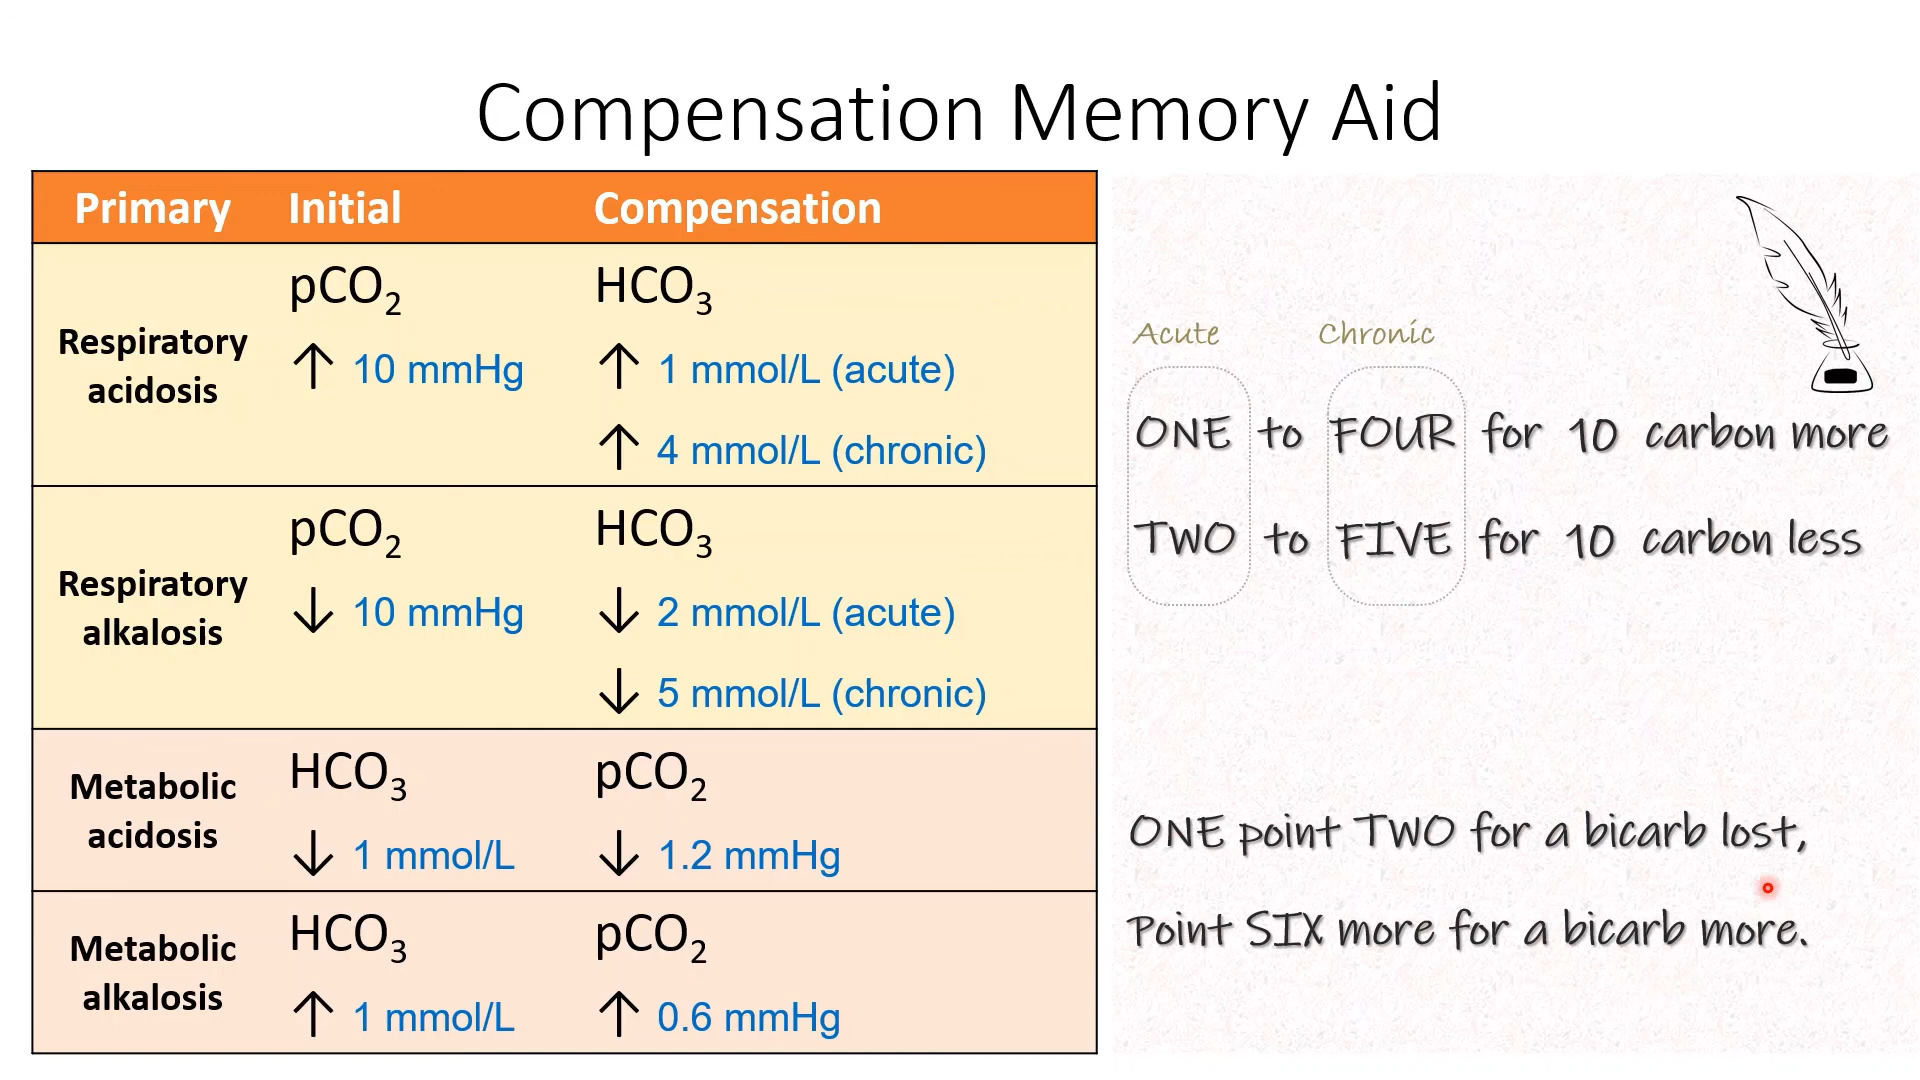 Compensation Memory Aid
Primary Initial Compensation
Respiratory acidosis
pCO₂ HCO₃
↑ 10 mmHg ↑ 1 mmol/L (acute)
↑ 4 mmol/L (chronic)
Respiratory alkalosis
pCO₂ HCO₃
↓ 10 mmHg ↓ 2 mmol/L (acute)
↓ 5 mmol/L (chronic)
Metabolic acidosis
HCO₃ pCO₂
↓ 1 mmol/L ↓ 1.2 mmHg
Metabolic alkalosis
HCO₃ pCO₂
↑ 1 mmol/L ↑ 0.6 mmHg
Acute Chronic
ONE to FOUR for 10 carbon more
TWO to FIVE for 10 carbon less
ONE point TWO for a bicarb lost,
Point SIX more for a bicarb more.